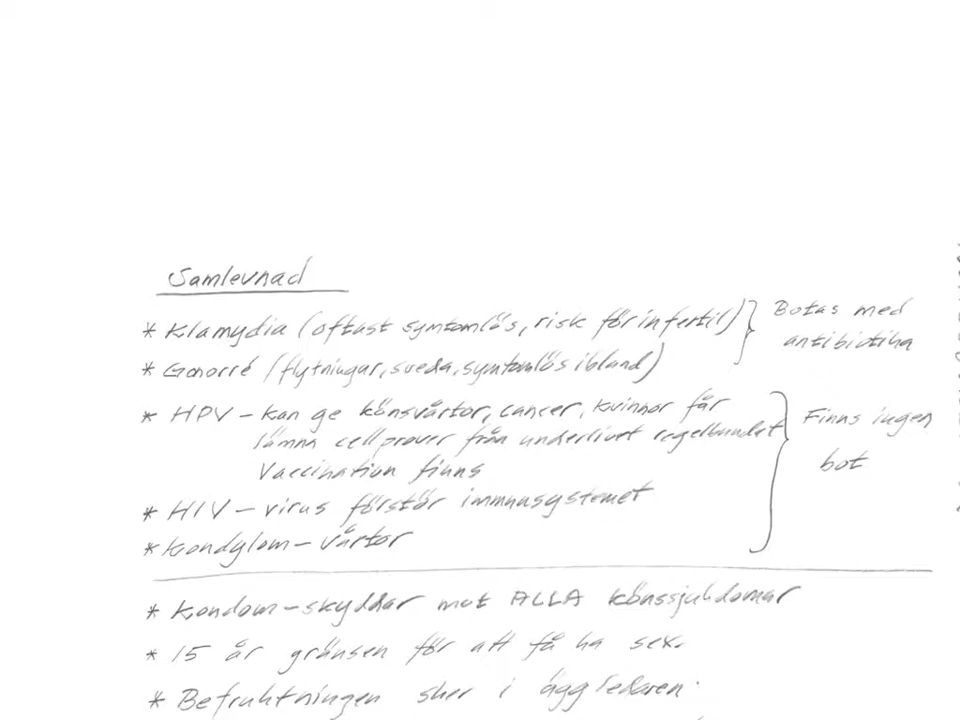 Samlevnad
* Klamydia (oftast symtomlös, risk för infertil) } Botas med
antibiotika
* Gonorré (flytningar, sveda, symtomlös ibland)
* HPV - kan ge könsvårtor, cancer, kvinnor får
lämna cellprover från underlivet regelbundet
Vaccination finns
} Finns ingen
bot
* HIV - virus förstör immunsystemet
* Kondylom - vårtor
* Kondom - skyddar mot ALLA könssjukdomar
* 15 år gränsen för att få ha sex.
* Befruktningen sker i äggledaren.